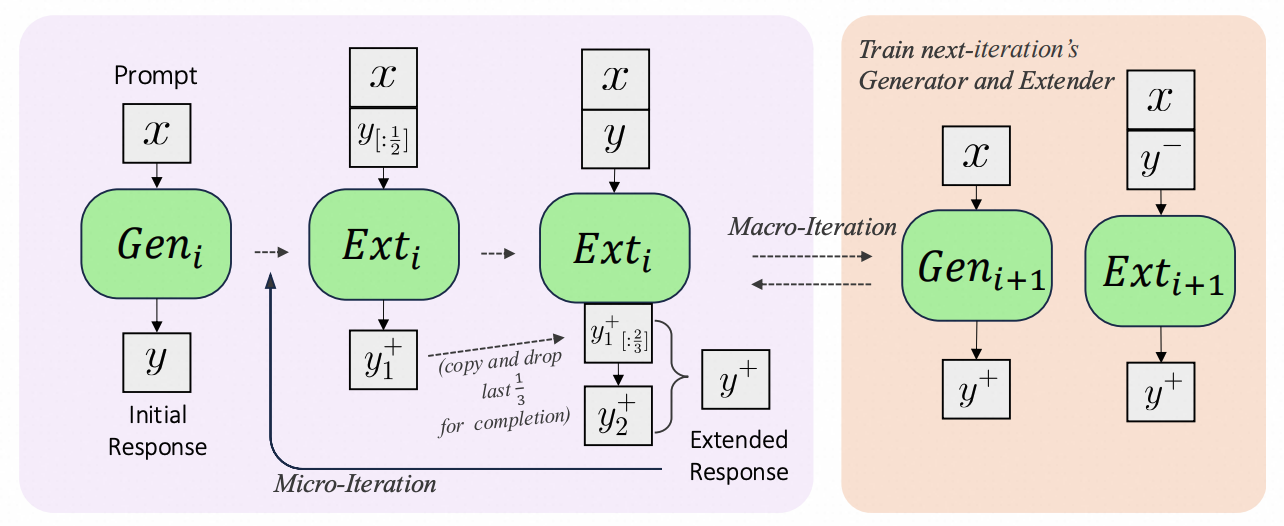 Prompt
x
Gen_i
y
Initial
Response
x
y_{[:\frac{1}{2}]}
Ext_i
y_1^+
(copy and drop
last \frac{1}{3}
for completion)
x
y
Ext_i
y_1^+{}_{[:\frac{2}{3}]}
y_2^+
y^+
Extended
Response
Micro-Iteration
Macro-Iteration
Train next-iteration's
Generator and Extender
x
Gen_{i+1}
y^+
x
y^-
Ext_{i+1}
y^+